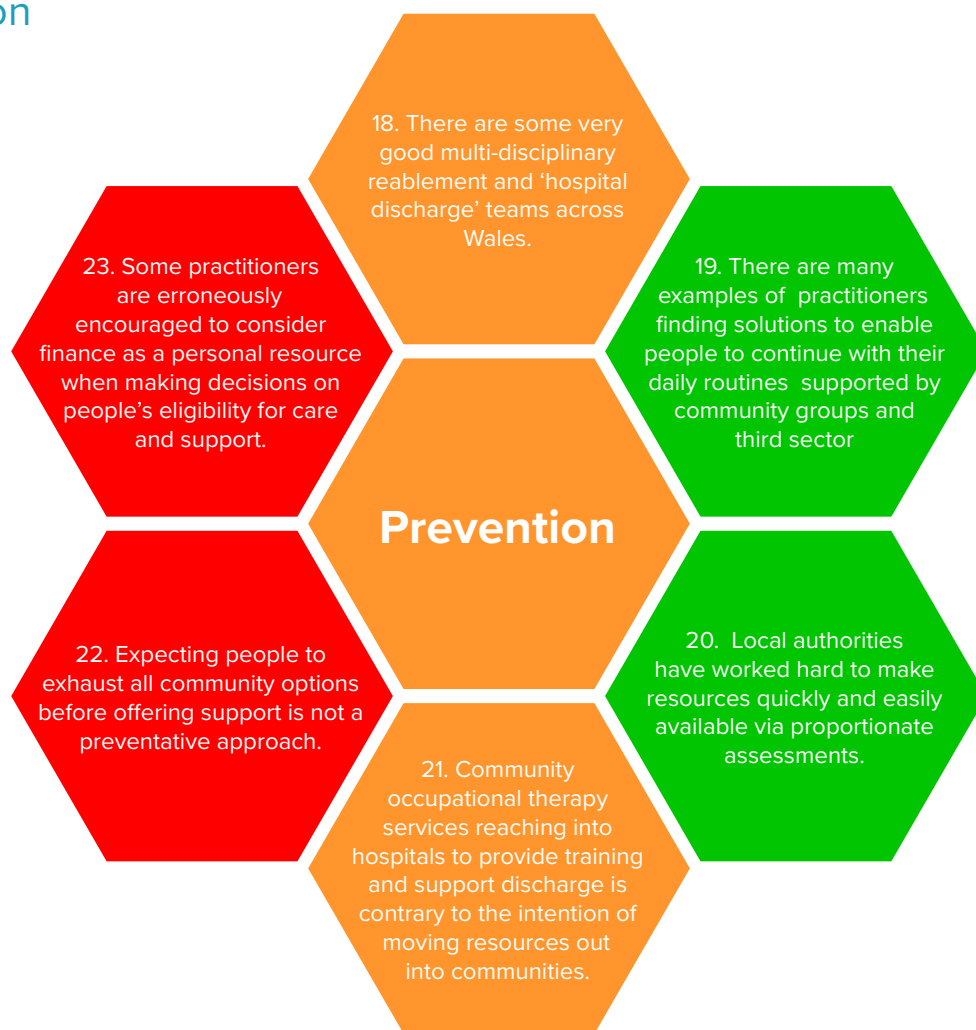 on
18. There are some very
good multi-disciplinary
reablement and ‘hospital
discharge’ teams across
Wales.
19. There are many
examples of practitioners
finding solutions to enable
people to continue with their
daily routines supported by
community groups and
third sector
20. Local authorities
have worked hard to make
resources quickly and easily
available via proportionate
assessments.
21. Community
occupational therapy
services reaching into
hospitals to provide training
and support discharge is
contrary to the intention of
moving resources out
into communities.
22. Expecting people to
exhaust all community options
before offering support is not a
preventative approach.
23. Some practitioners
are erroneously
encouraged to consider
finance as a personal resource
when making decisions on
people’s eligibility for care
and support.
Prevention